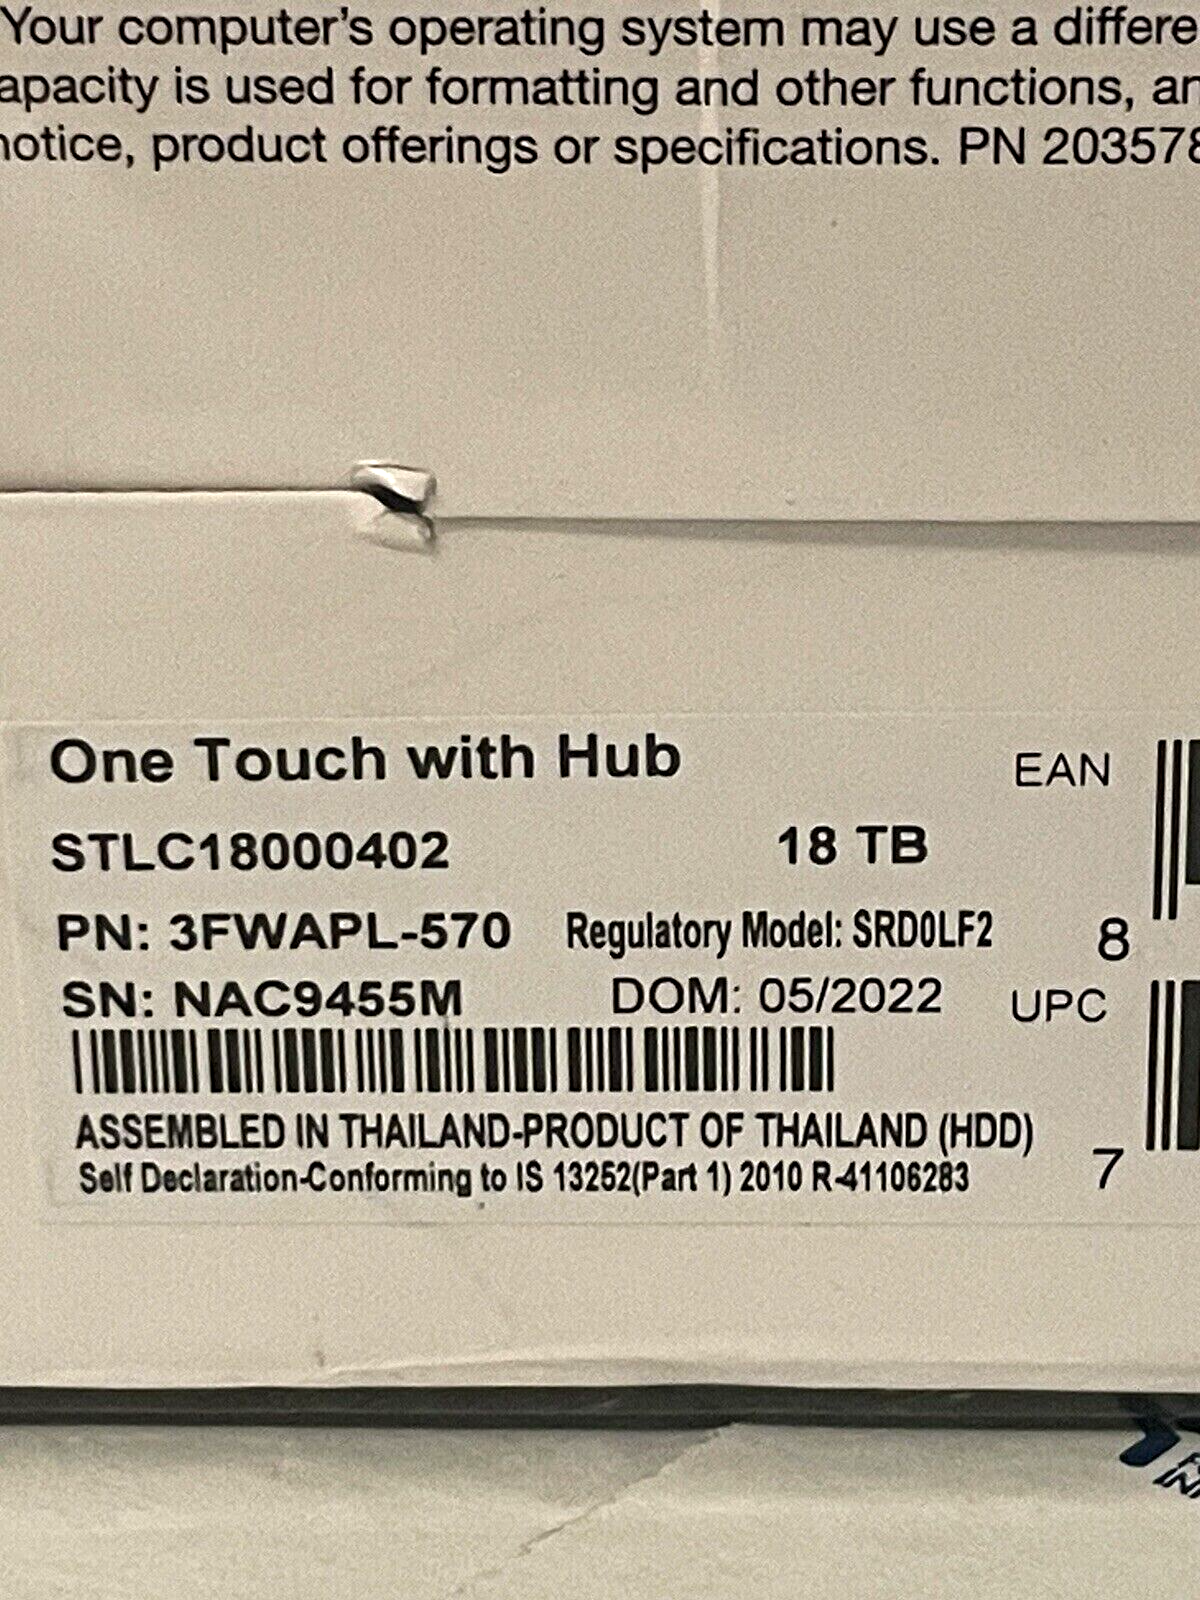 Your computer's operating system may use a differe
apacity is used for formatting and other functions, an
notice, product offerings or specifications. PN 203578
One Touch with Hub
EAN
STLC18000402 18 TB
PN: 3FWAPL-570 Regulatory Model: SRD0LF2
8
SN: NAC9455M DOM: 05/2022 UPC
ASSEMBLED IN THAILAND-PRODUCT OF THAILAND (HDD)
7
Self Declaration-Conforming to IS 13252(Part 1) 2010 R-41106283